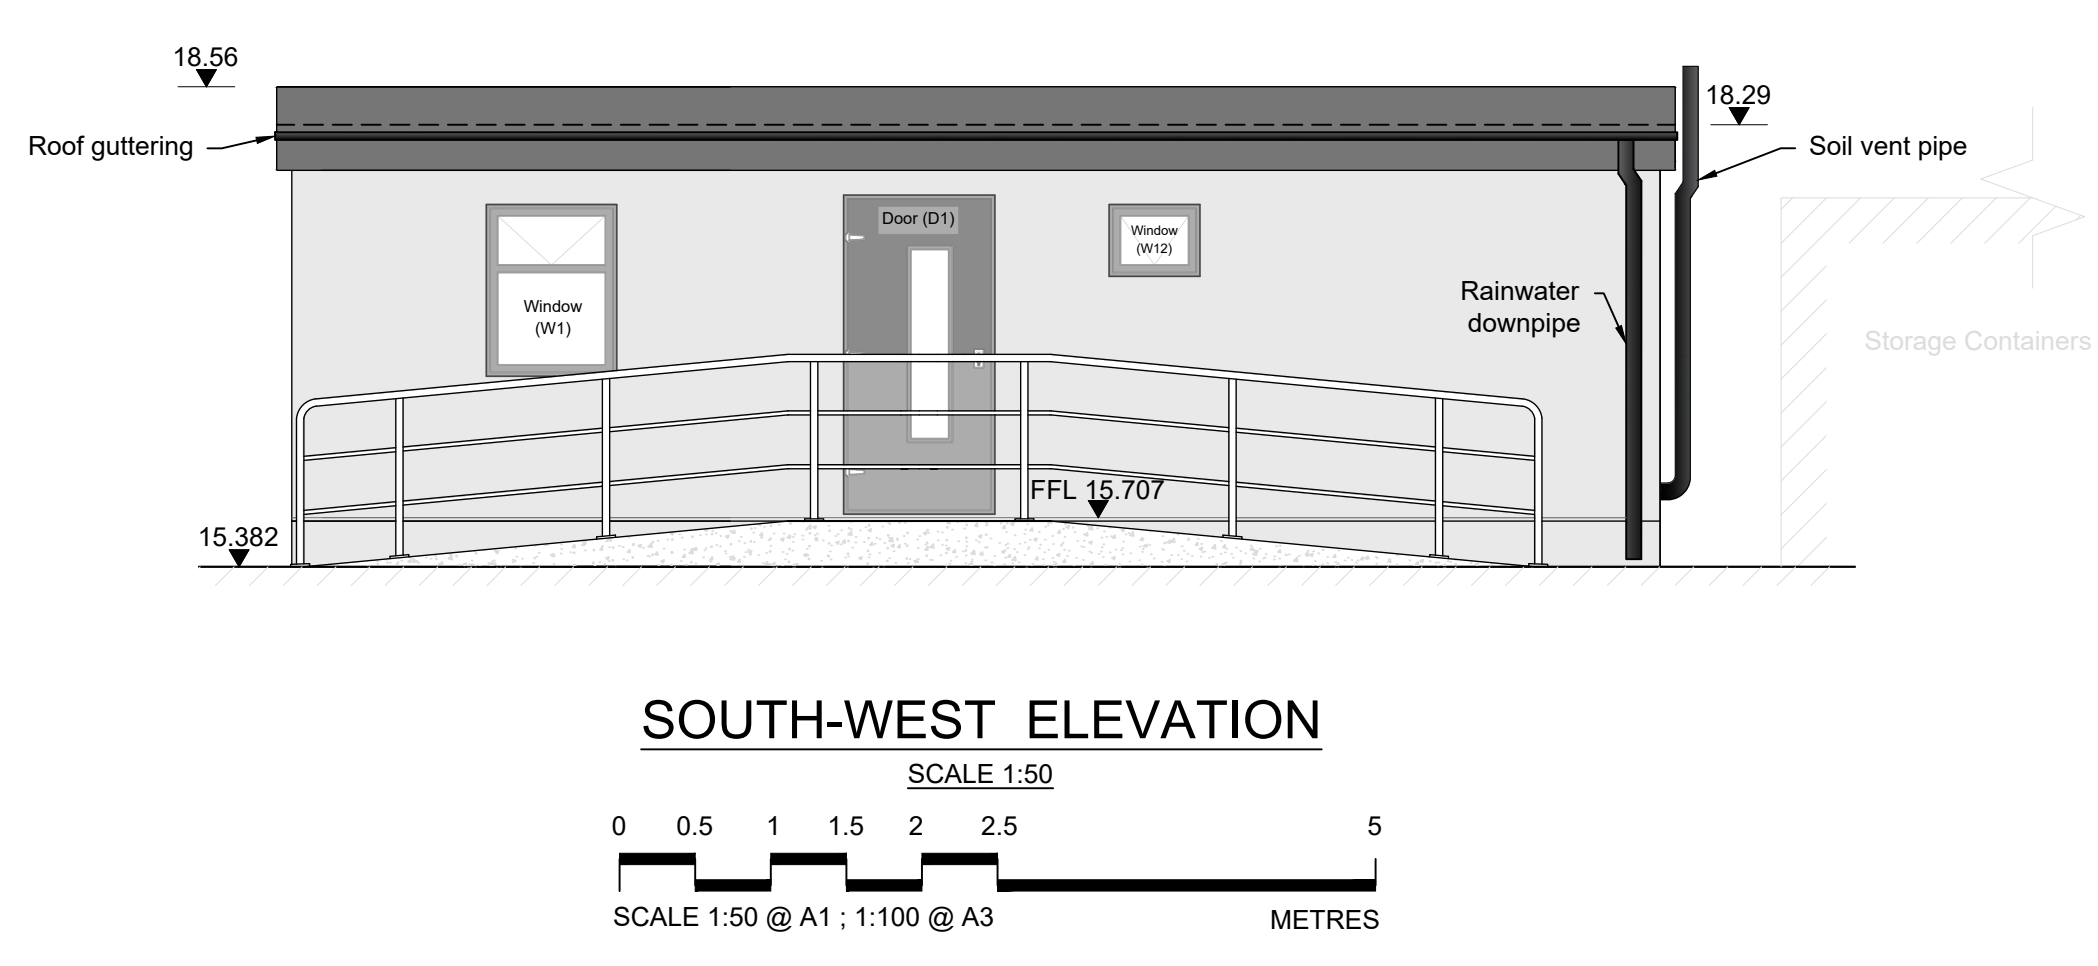 18.56
18.29
Roof guttering
Soil vent pipe
Door (D1)
Window
(W12)
Window
(W1)
Rainwater
downpipe
Storage Containers
FFL 15.707
15.382
SOUTH-WEST ELEVATION
SCALE 1:50
0 0.5 1 1.5 2 2.5 5
SCALE 1:50 @ A1 ; 1:100 @ A3
METRES